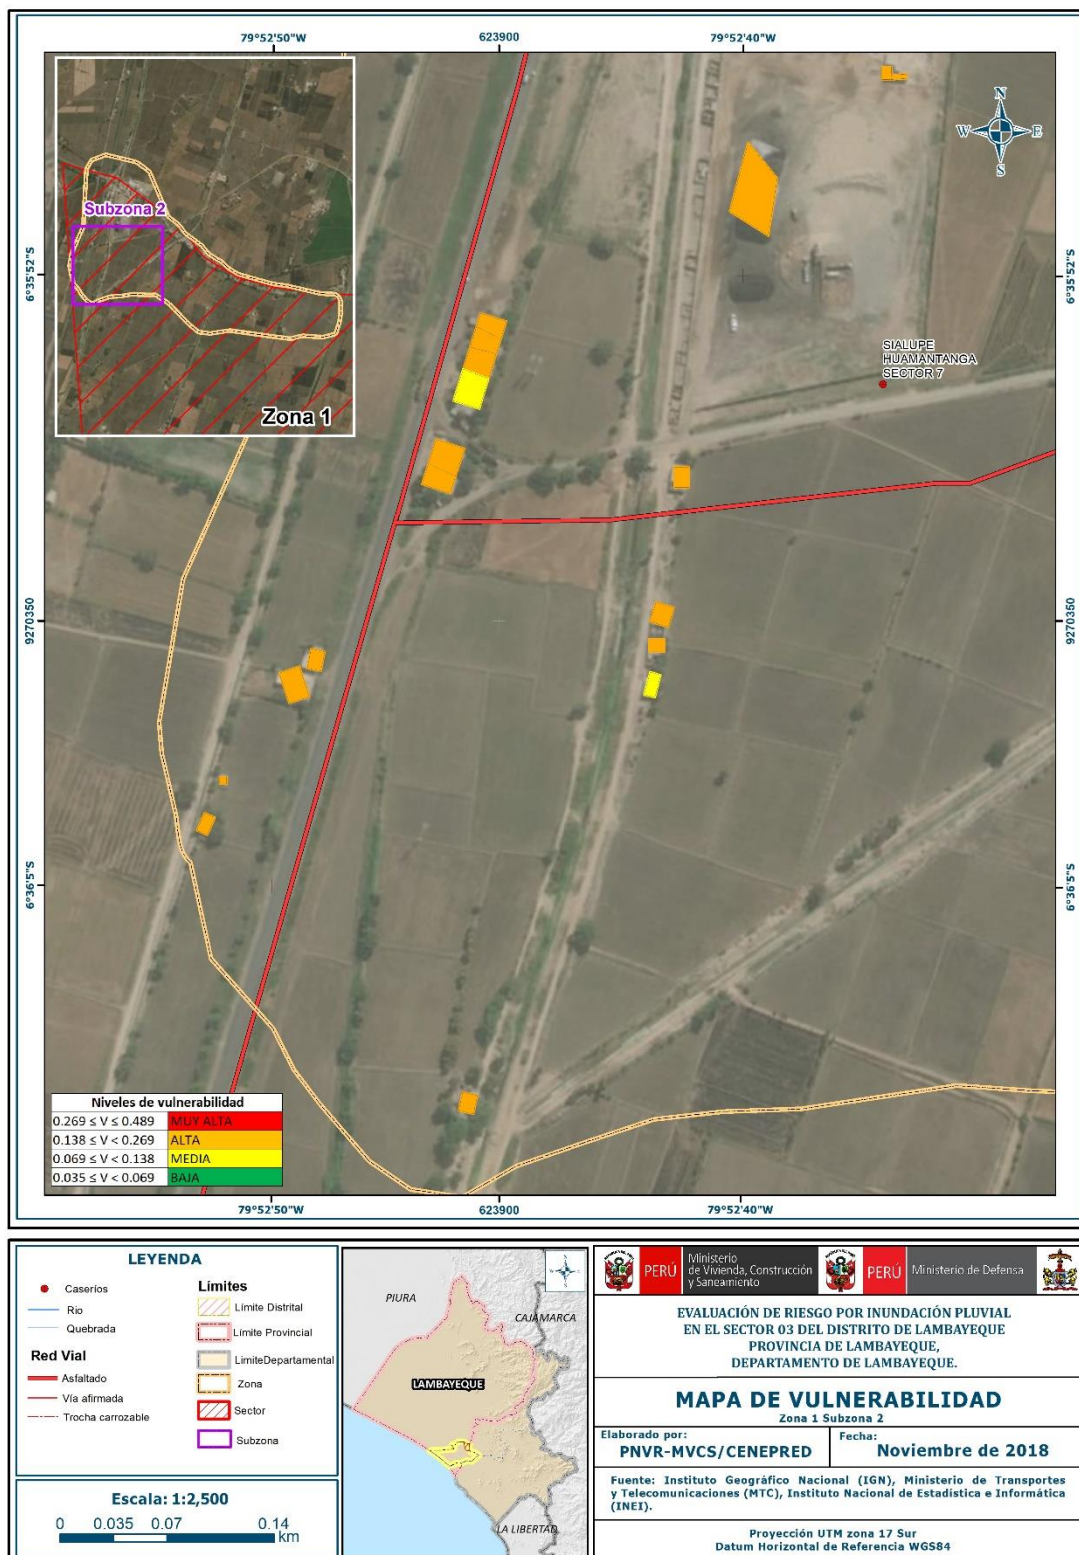 79°52'50"W
623900
79°52'40"W
Subzona 2
Zona 1
N
W
E
S
6°35'52"S
6°35'52"S
SIALUPE
HUAMANTANGA
SECTOR 7
9270350
9270350
6°36'5"S
6°36'5"S
Niveles de vulnerabilidad
0.269 ≤ V ≤ 0.489 MUY ALTA
0.138 ≤ V < 0.269 ALTA
0.069 ≤ V < 0.138 MEDIA
0.035 ≤ V < 0.069 BAJA
79°52'50"W
623900
79°52'40"W
LEYENDA
Caseríos
Rio
Quebrada
Red Vial
Asfaltado
Vía afirmada
Trocha carrozable
Límites
Límite Distrital
Límite Provincial
LimiteDepartamental
Zona
Sector
Subzona
Escala: 1:2,500
0 0.035 0.07 0.14
km
PIURA
CAJAMARCA
LAMBAYEQUE
LA LIBERTAD
PERÚ
Ministerio
de Vivienda, Construcción
y Saneamiento
PERÚ
Ministerio de Defensa
EVALUACIÓN DE RIESGO POR INUNDACIÓN PLUVIAL
EN EL SECTOR 03 DEL DISTRITO DE LAMBAYEQUE
PROVINCIA DE LAMBAYEQUE,
DEPARTAMENTO DE LAMBAYEQUE.
MAPA DE VULNERABILIDAD
Zona 1 Subzona 2
Elaborado por:
PNVR-MVCS/CENEPRED
Fecha:
Noviembre de 2018
Fuente: Instituto Geográfico Nacional (IGN), Ministerio de Transportes
y Telecomunicaciones (MTC), Instituto Nacional de Estadística e Informática
(INEI).
Proyección UTM zona 17 Sur
Datum Horizontal de Referencia WGS84